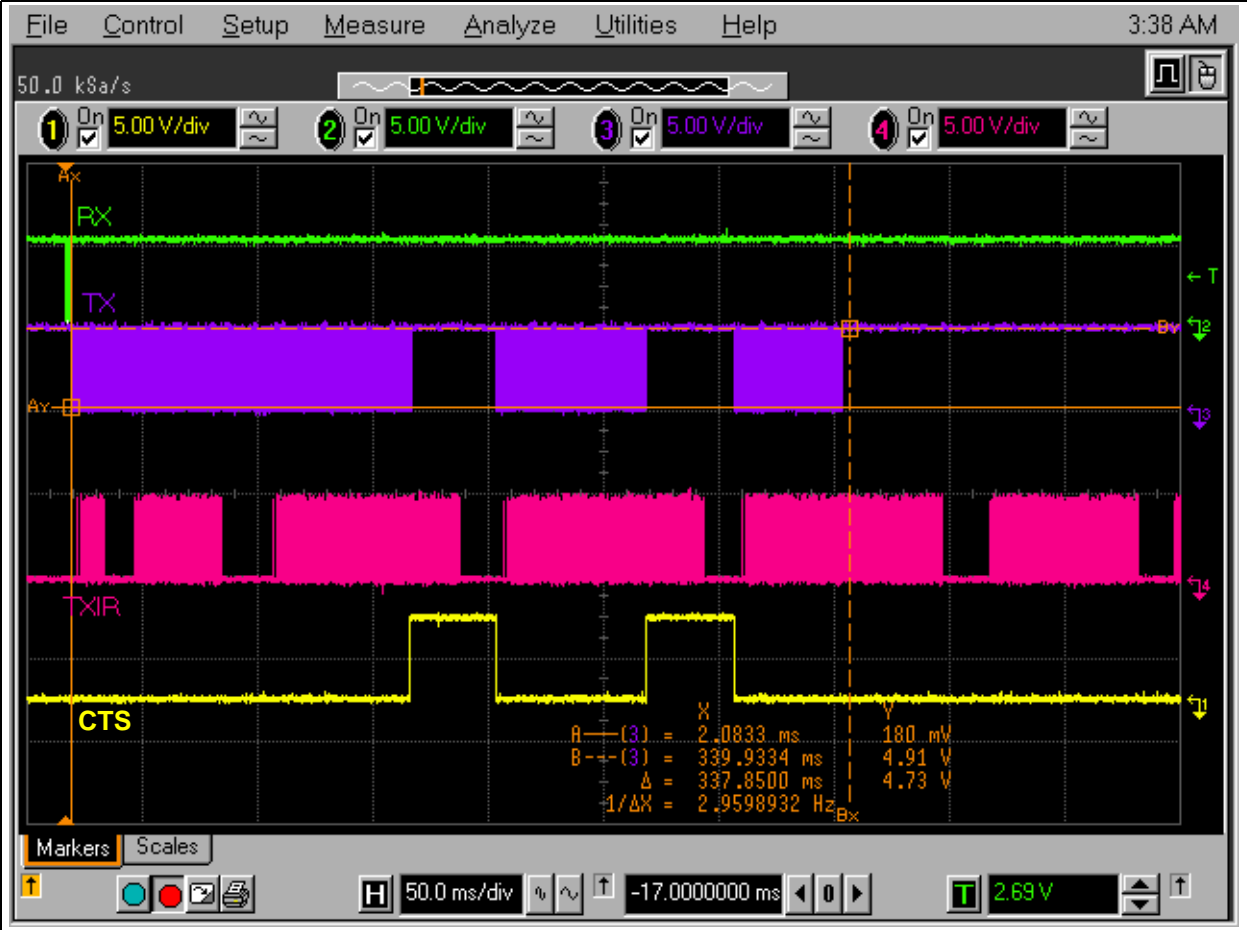 File Control Setup Measure Analyze Utilities Help 3:38 AM
50.0 kSa/s
1 On 5.00 V/div 2 On 5.00 V/div 3 On 5.00 V/div 4 On 5.00 V/div
Ax
RX
T
TX
By 2
Ay 3
4
TXIR
1
CTS
X Y
A——(3) = 2.0833 ms 180 mV
B---(3) = 339.9334 ms 4.91 V
Δ = 337.8500 ms 4.73 V
1/ΔX = 2.9598932 Hz
Bx
Markers Scales
H 50.0 ms/div -17.0000000 ms 0 T 2.69 V